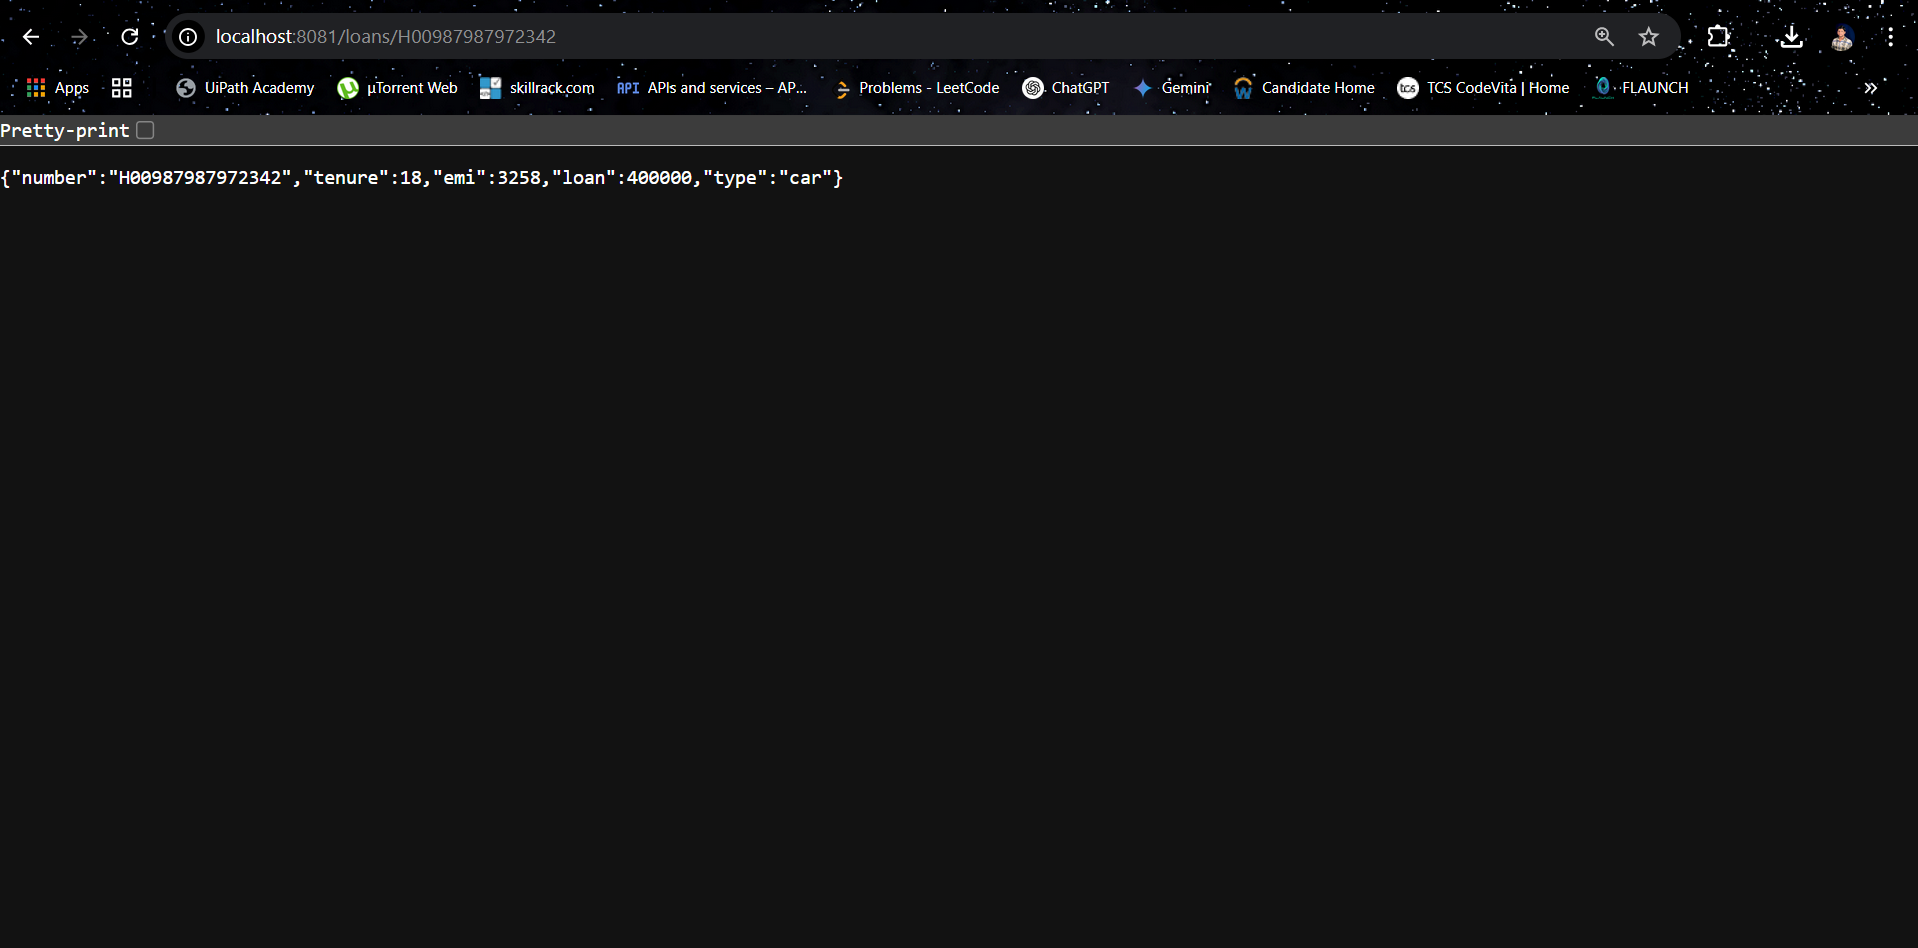 localhost:8081/loans/H00987987972342
Apps UiPath Academy µTorrent Web skillrack.com API APIs and services – AP... Problems - LeetCode ChatGPT Gemini Candidate Home tcs TCS CodeVita | Home FLAUNCH
Pretty-print
{"number":"H00987987972342","tenure":18,"emi":3258,"loan":400000,"type":"car"}